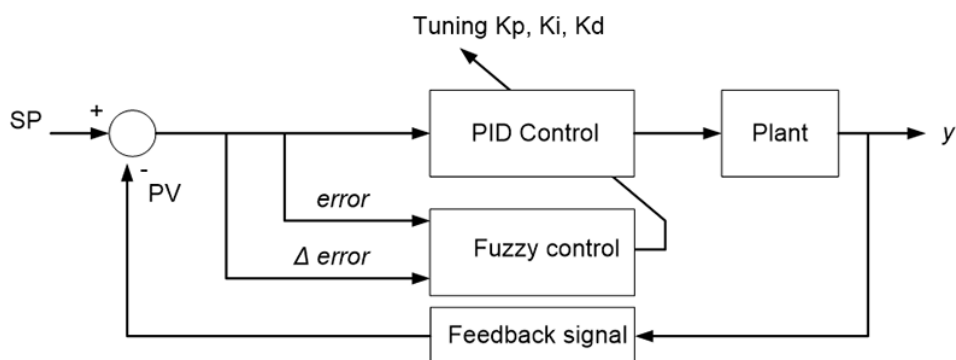 Tuning Kp, Ki, Kd
SP
+
PID Control
Plant
y
-
PV
error
Fuzzy control
Δ error
Feedback signal